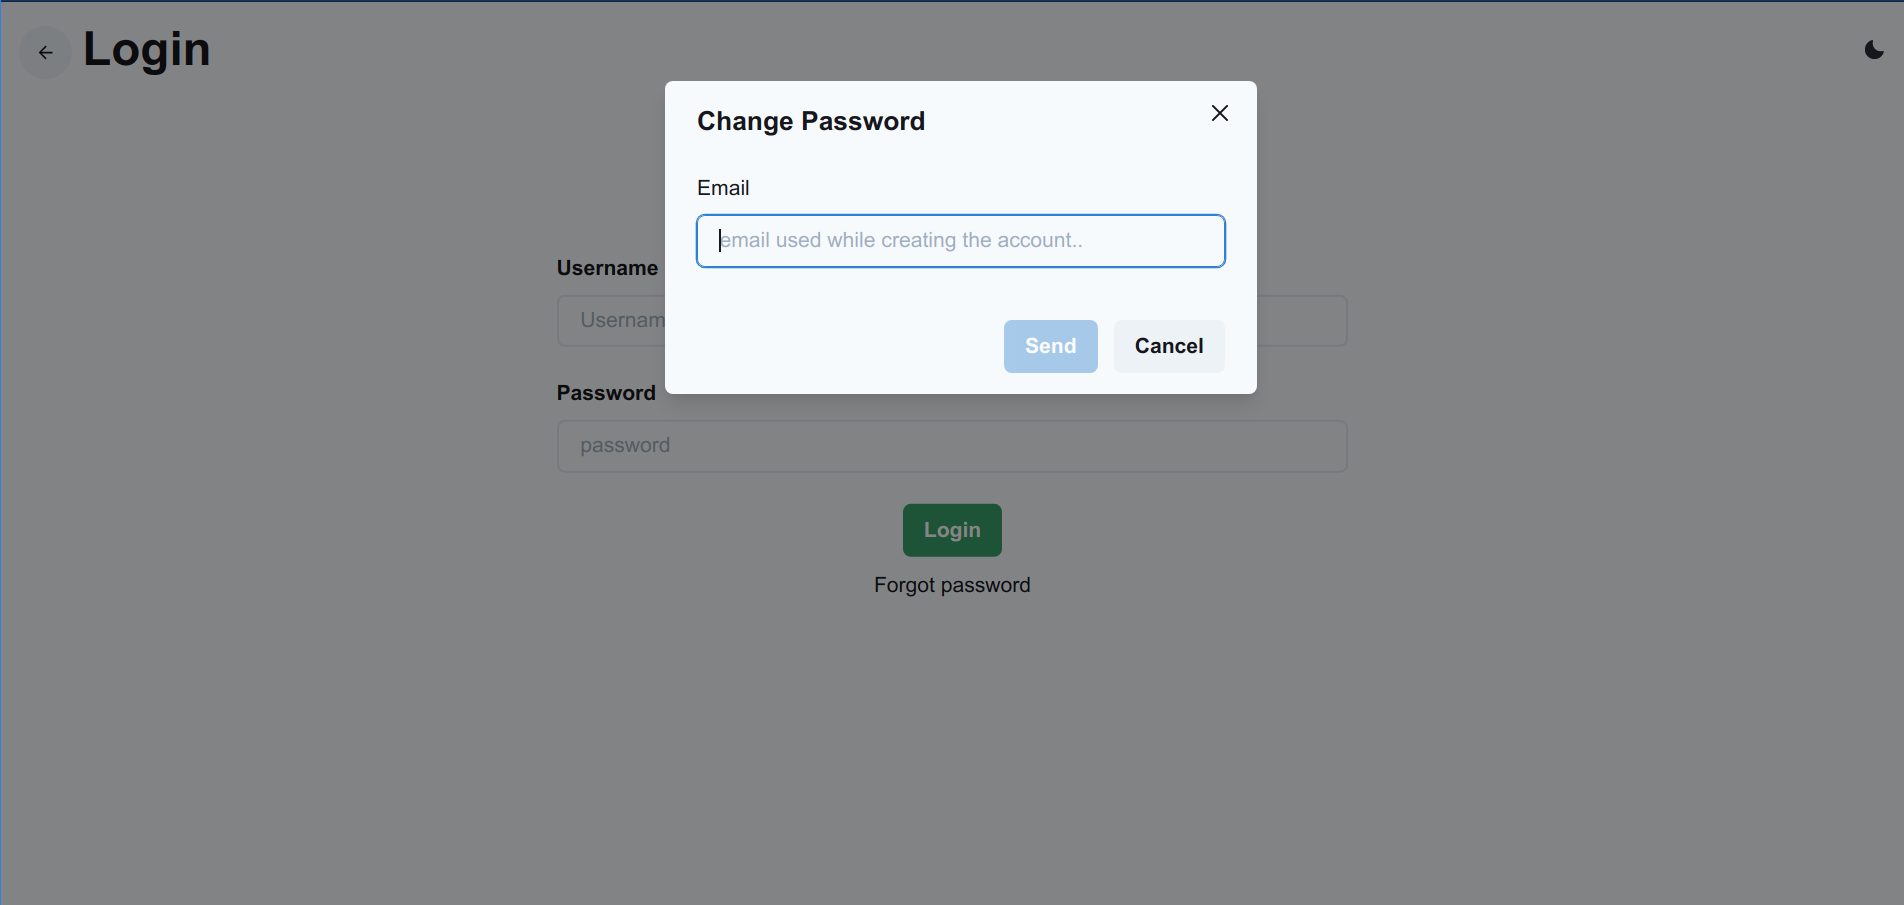 Login
Change Password
Email
email used while creating the account..
Send
Cancel
Username
Usernam
Password
password
Login
Forgot password